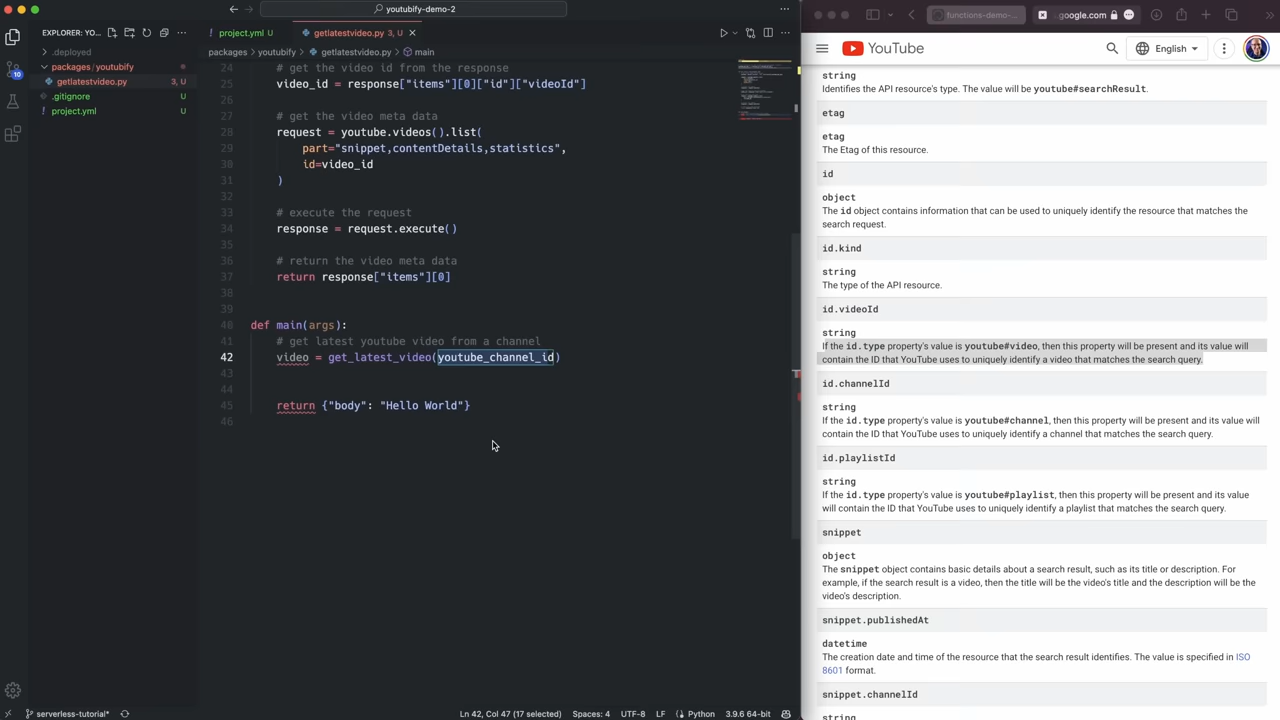 youtubify-demo-2
EXPLORER: YO...
.deployed
packages / youtubify
getlatestvideo.py 3, U
.gitignore U
project.yml U
10
project.yml U
getlatestvideo.py 3, U
packages > youtubify > getlatestvideo.py > main
24 # get the video id from the response
25 video_id = response["items"][0]["id"]["videoId"]
26
27 # get the video meta data
28 request = youtube.videos().list(
29 part="snippet,contentDetails,statistics",
30 id=video_id
31 )
32
33 # execute the request
34 response = request.execute()
35
36 # return the video meta data
37 return response["items"][0]
38
39
40 def main(args):
41 # get latest youtube video from a channel
42 video = get_latest_video(youtube_channel_id)
43
44
45 return {"body": "Hello World"}
46
serverless-tutorial*
Ln 42, Col 47 (17 selected)
Spaces: 4
UTF-8
LF
Python
3.9.6 64-bit
functions-demo-...
google.com
YouTube
English
string
Identifies the API resource's type. The value will be youtube#searchResult.
etag
etag
The Etag of this resource.
id
object
The id object contains information that can be used to uniquely identify the resource that matches the
search request.
id.kind
string
The type of the API resource.
id.videoId
string
If the id.type property's value is youtube#video, then this property will be present and its value will
contain the ID that YouTube uses to uniquely identify a video that matches the search query.
id.channelId
string
If the id.type property's value is youtube#channel, then this property will be present and its value will
contain the ID that YouTube uses to uniquely identify a channel that matches the search query.
id.playlistId
string
If the id.type property's value is youtube#playlist, then this property will be present and its value
will contain the ID that YouTube uses to uniquely identify a playlist that matches the search query.
snippet
object
The snippet object contains basic details about a search result, such as its title or description. For
example, if the search result is a video, then the title will be the video's title and the description will be the
video's description.
snippet.publishedAt
datetime
The creation date and time of the resource that the search result identifies. The value is specified in ISO
8601 format.
snippet.channelId
string